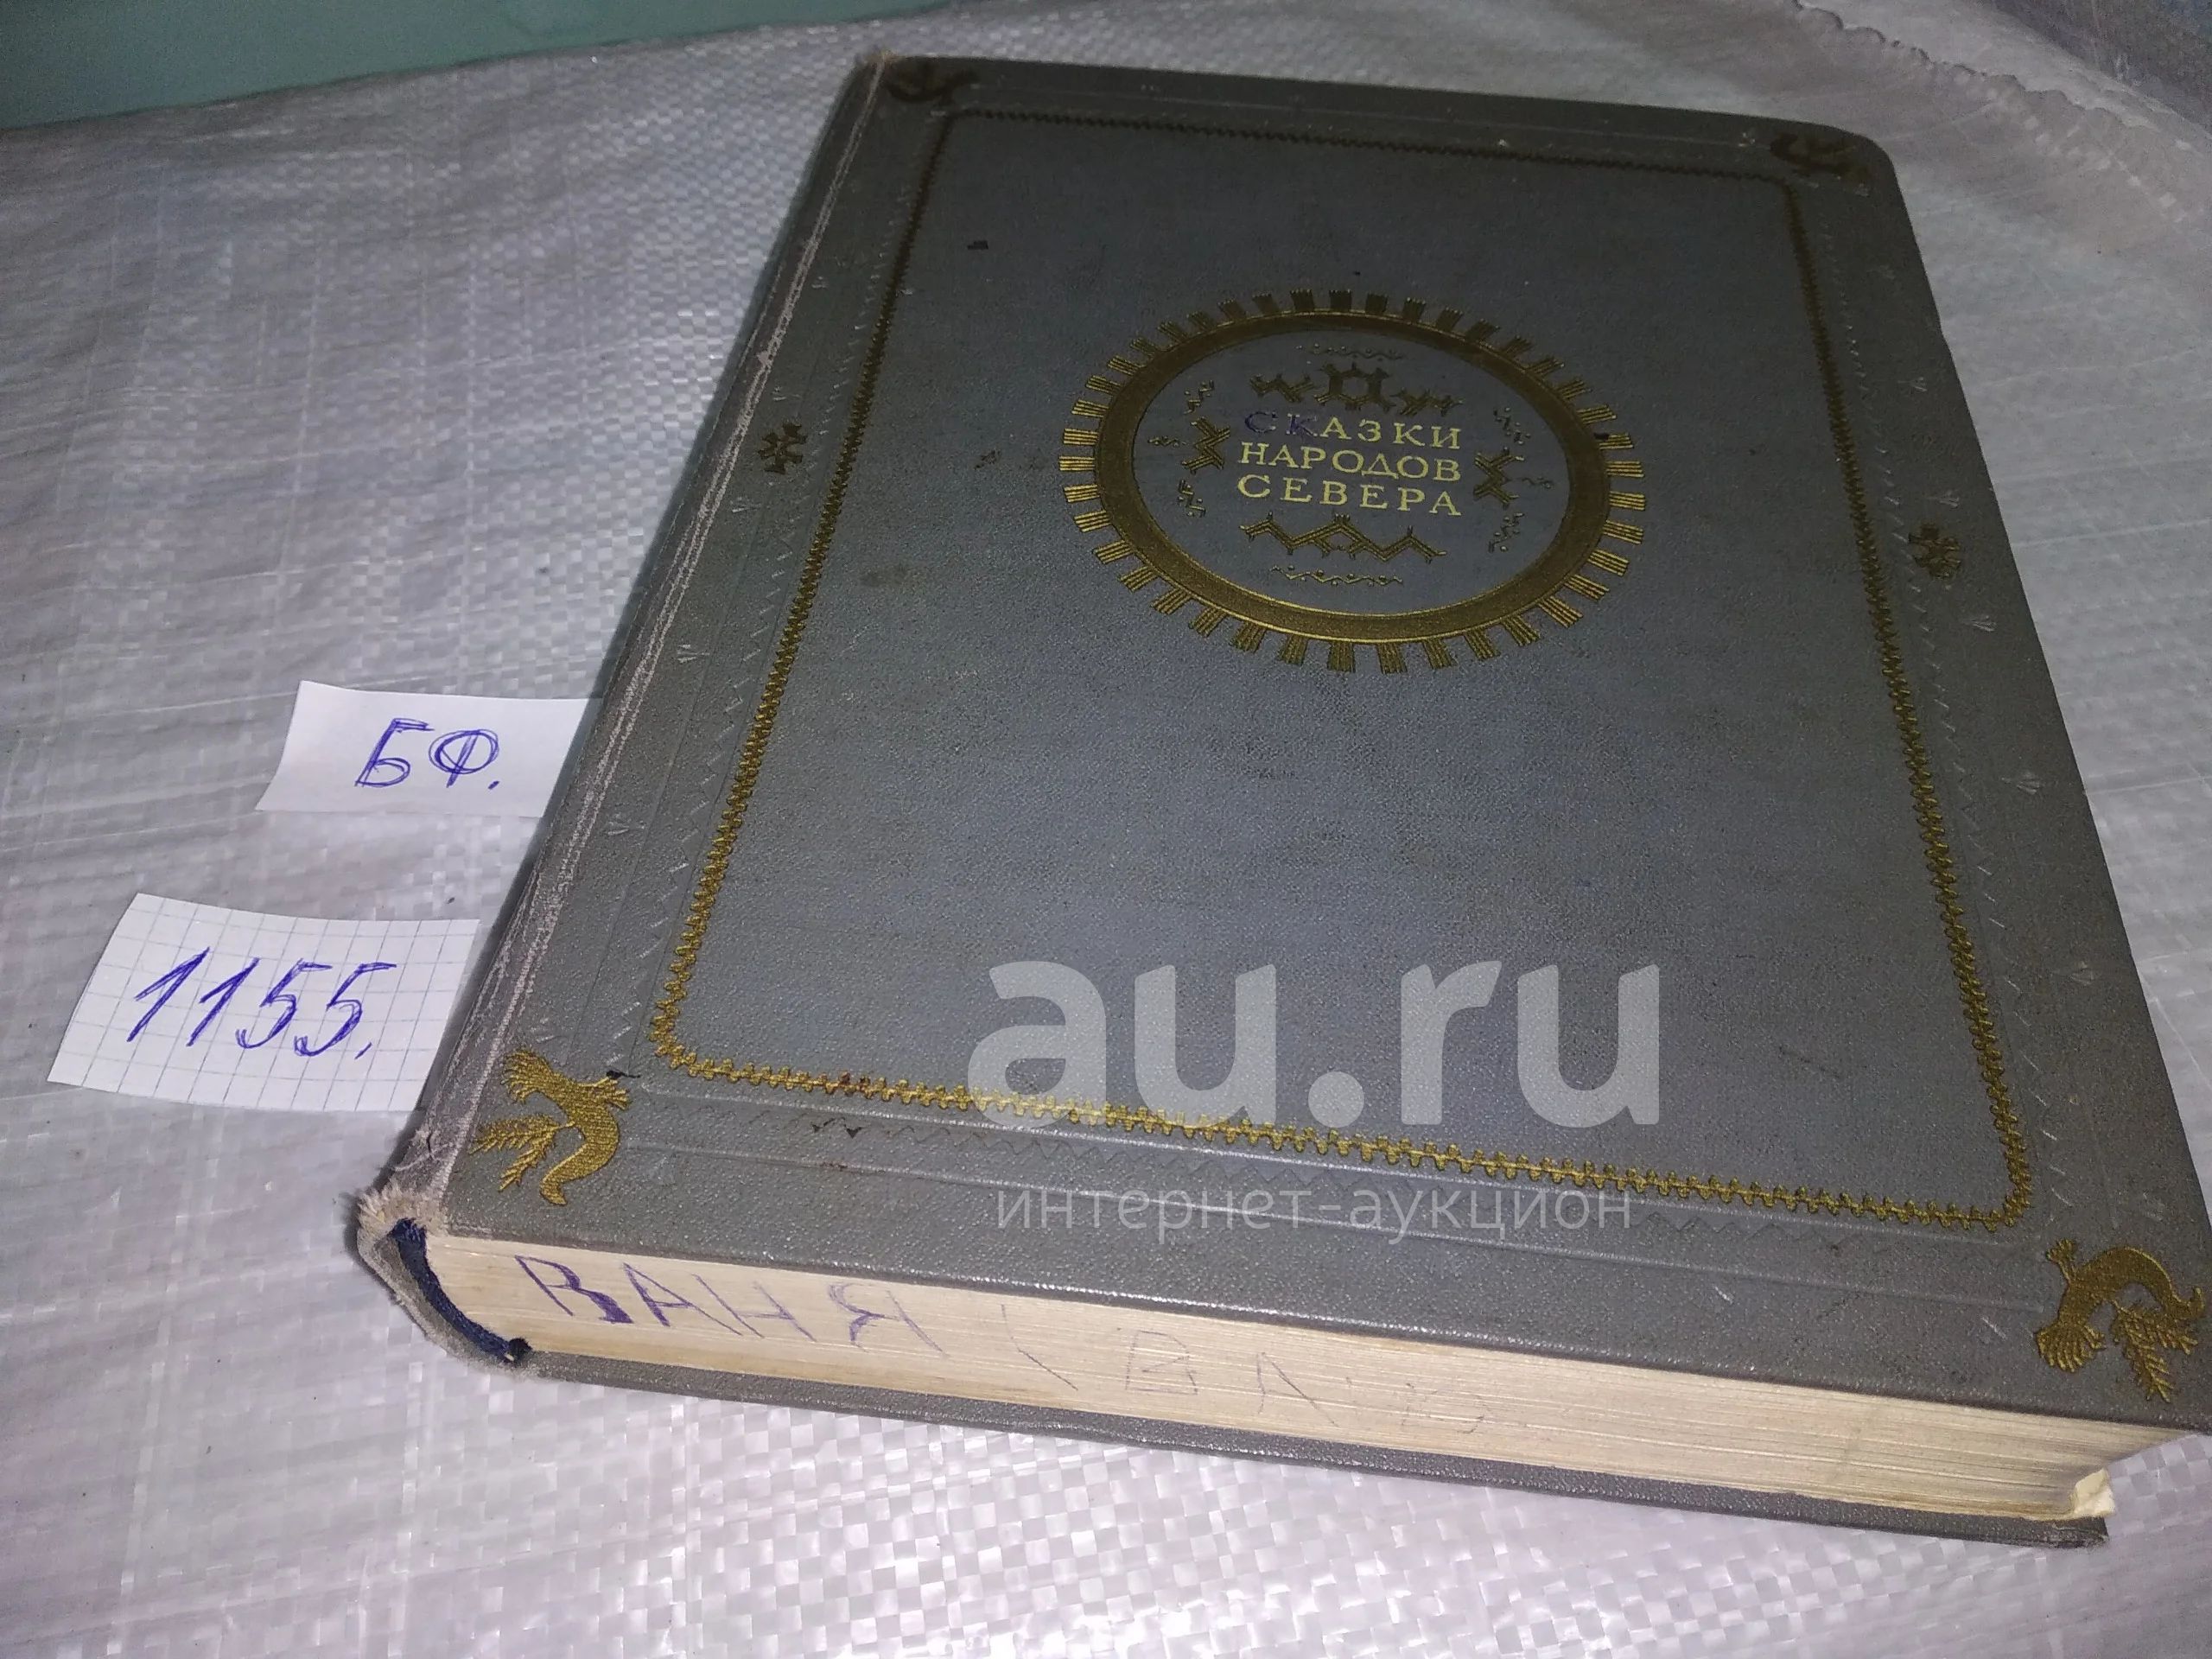 СКАЗКИ
НАРОДОВ
СЕВЕРА
БФ.
1155.
au.ru
интернет-аукцион
ВАНЯ